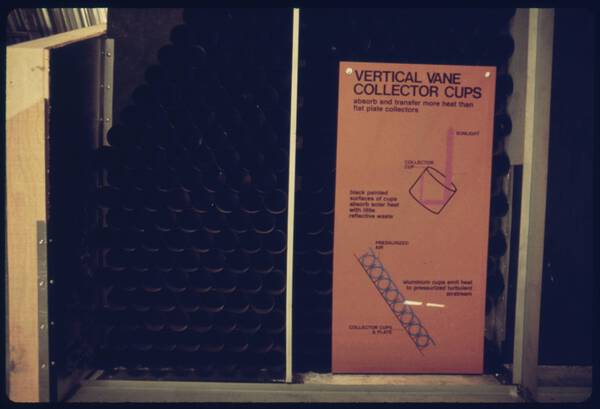 VERTICAL VANE
COLLECTOR CUPS
absorb and transfer more heat than
flat plate collectors
SUNLIGHT
COLLECTOR
CUP
black painted
surfaces of cups
absorb solar heat
with little
reflective waste
PRESSURIZED
AIR
aluminum cups emit heat
to pressurized turbulent
airstream
COLLECTOR CUPS
& PLATE